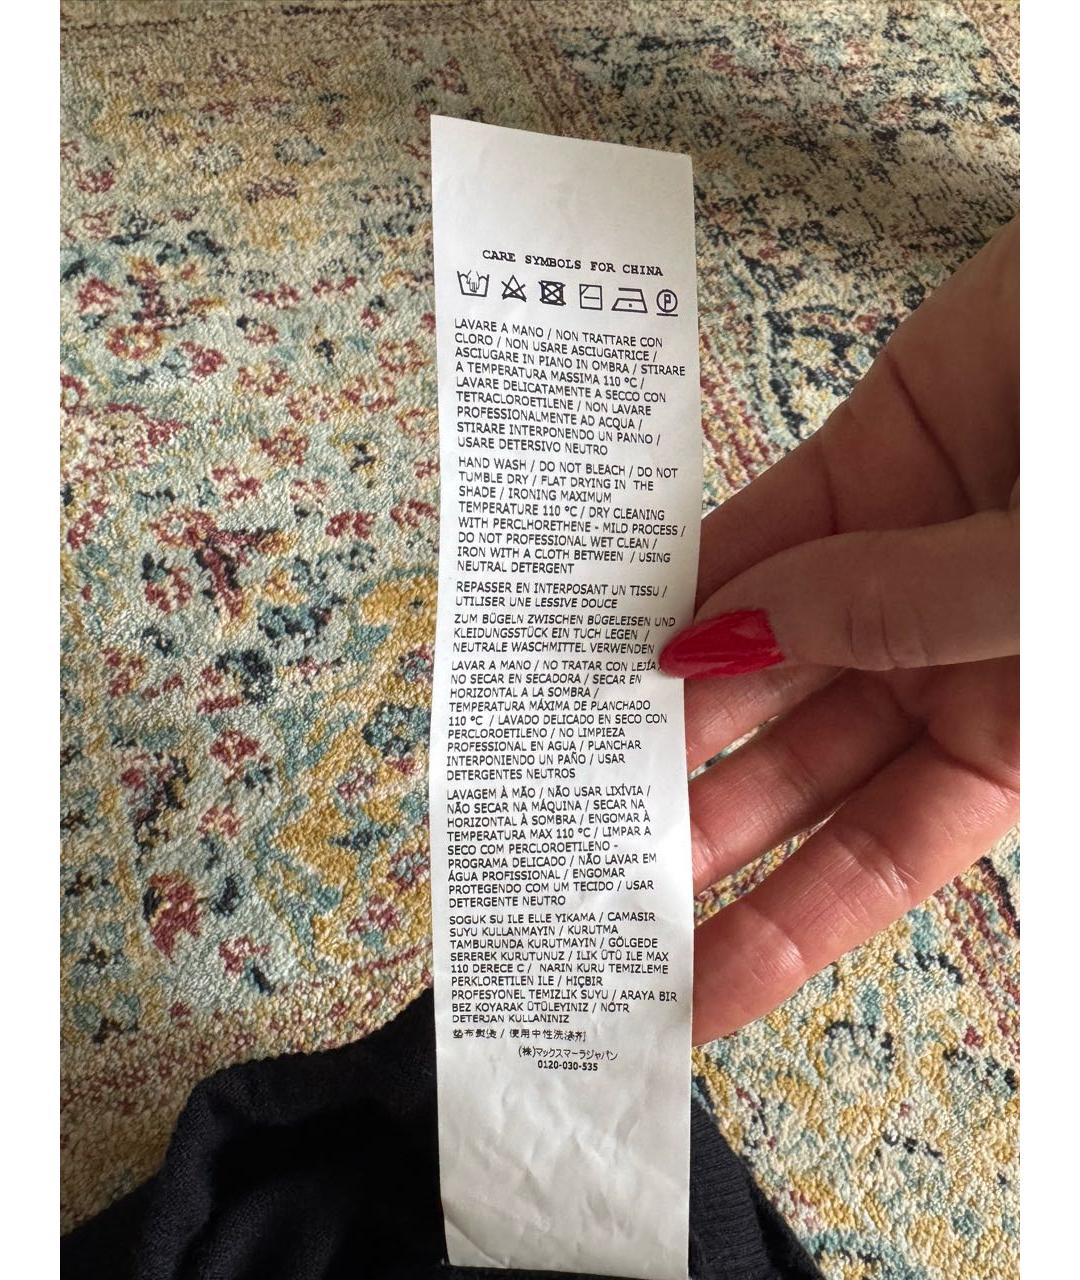 CARE SYMBOLS FOR CHINA
P
LAVARE A MANO / NON TRATTARE CON
CLORO / NON USARE ASCIUGATRICE /
ASCIUGARE IN PIANO IN OMBRA / STIRARE
A TEMPERATURA MASSIMA 110 °C /
LAVARE DELICATAMENTE A SECCO CON
TETRACLOROETILENE / NON LAVARE
PROFESSIONALMENTE AD ACQUA /
STIRARE INTERPONENDO UN PANNO /
USARE DETERSIVO NEUTRO
HAND WASH / DO NOT BLEACH / DO NOT
TUMBLE DRY / FLAT DRYING IN THE
SHADE / IRONING MAXIMUM
TEMPERATURE 110 °C / DRY CLEANING
WITH PERCLHORETHENE - MILD PROCESS /
DO NOT PROFESSIONAL WET CLEAN /
IRON WITH A CLOTH BETWEEN / USING
NEUTRAL DETERGENT
REPASSER EN INTERPOSANT UN TISSU /
UTILISER UNE LESSIVE DOUCE
ZUM BÜGELN ZWISCHEN BÜGELEISEN UND
KLEIDUNGSSTÜCK EIN TUCH LEGEN /
NEUTRALE WASCHMITTEL VERWENDEN
LAVAR A MANO / NO TRATAR CON LEJÍA
NO SECAR EN SECADORA / SECAR EN
HORIZONTAL A LA SOMBRA /
TEMPERATURA MÁXIMA DE PLANCHADO
110 °C / LAVADO DELICADO EN SECO CON
PERCLOROETILENO / NO LIMPIEZA
PROFESSIONAL EN AGUA / PLANCHAR
INTERPONIENDO UN PAÑO / USAR
DETERGENTES NEUTROS
LAVAGEM À MÃO / NÃO USAR LIXÍVIA /
NÃO SECAR NA MÁQUINA / SECAR NA
HORIZONTAL À SOMBRA / ENGOMAR À
TEMPERATURA MAX 110 °C / LIMPAR A
SECO COM PERCLOROETILENO -
PROGRAMA DELICADO / NÃO LAVAR EM
ÁGUA PROFISSIONAL / ENGOMAR
PROTEGENDO COM UM TECIDO / USAR
DETERGENTE NEUTRO
SOGUK SU ILE ELLE YIKAMA / CAMASIR
SUYU KULLANMAYIN / KURUTMA
TAMBURUNDA KURUTMAYIN / GÖLGEDE
SEREREK KURUTUNUZ / ILIK ÜTÜ ILE MAX
110 DERECE C / NARIN KURU TEMIZLEME
PERKLORETILEN ILE / HIÇBIR
PROFESYONEL TEMIZLIK SUYU / ARAYA BIR
BEZ KOYARAK ÜTÜLEYINIZ / NÖTR
DETERJAN KULLANINIZ
垫布熨烫 / 使用中性洗涤剂
(株)マックスマーラジャパン
0120-030-535